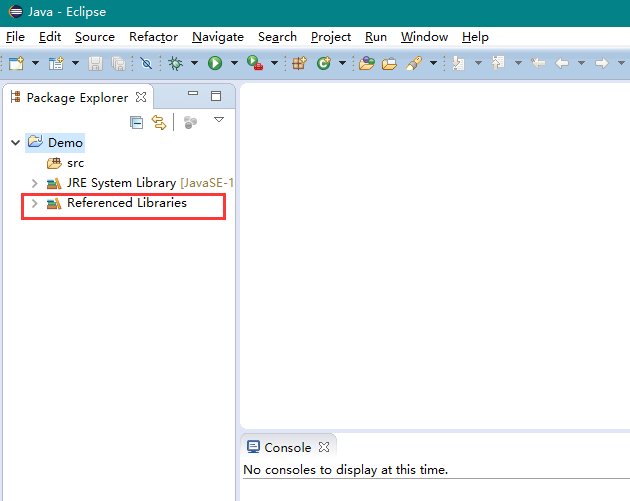 Java - Eclipse
File Edit Source Refactor Navigate Search Project Run Window Help
Package Explorer
Demo
src
JRE System Library [JavaSE-1
Referenced Libraries
Console
No consoles to display at this time.